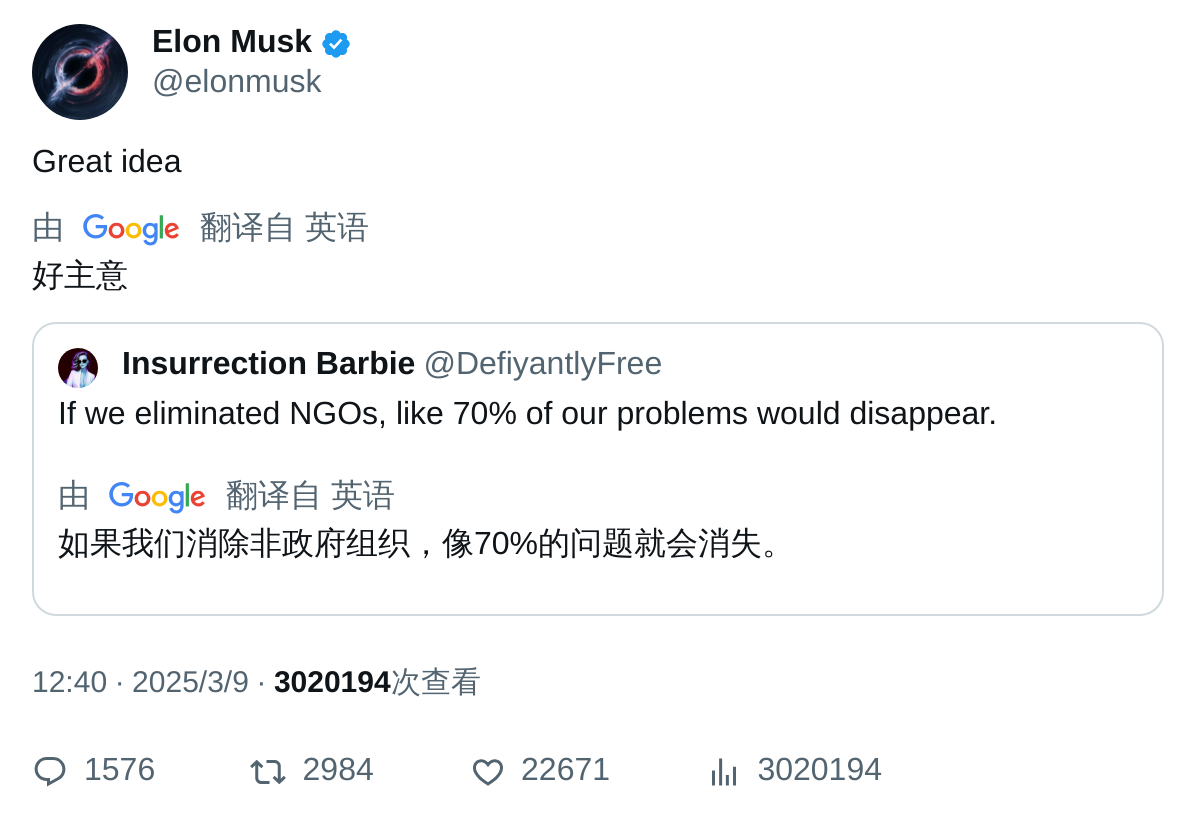 Elon Musk
@elonmusk
Great idea
由 Google 翻译自 英语
好主意
Insurrection Barbie @DefiyantlyFree
If we eliminated NGOs, like 70% of our problems would disappear.
由 Google 翻译自 英语
如果我们消除非政府组织，像70%的问题就会消失。
12:40 · 2025/3/9 · 3020194次查看
1576 2984 22671 3020194